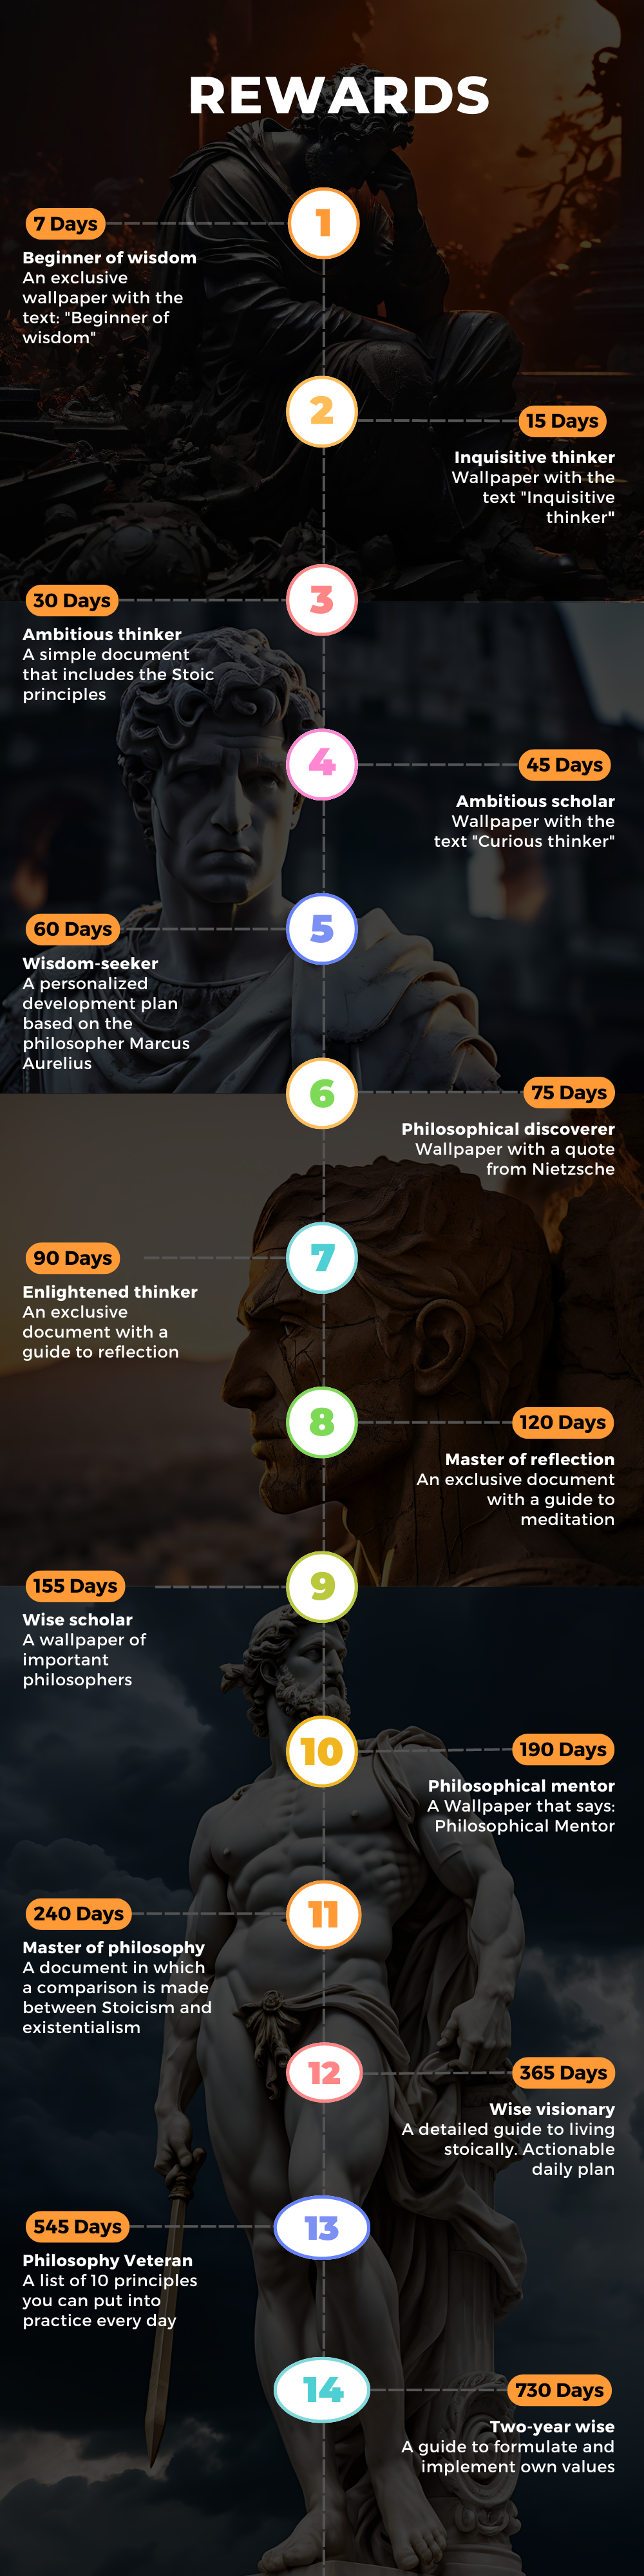 REWARDS
1
7 Days
Beginner of wisdom
An exclusive
wallpaper with the
text: "Beginner of
wisdom"
2
15 Days
Inquisitive thinker
Wallpaper with the
text "Inquisitive
thinker"
3
30 Days
Ambitious thinker
A simple document
that includes the Stoic
principles
4
45 Days
Ambitious scholar
Wallpaper with the
text "Curious thinker"
5
60 Days
Wisdom-seeker
A personalized
development plan
based on the
philosopher Marcus
Aurelius
6
75 Days
Philosophical discoverer
Wallpaper with a quote
from Nietzsche
7
90 Days
Enlightened thinker
An exclusive
document with a
guide to reflection
8
120 Days
Master of reflection
An exclusive document
with a guide to
meditation
9
155 Days
Wise scholar
A wallpaper of
important
philosophers
10
190 Days
Philosophical mentor
A Wallpaper that says:
Philosophical Mentor
11
240 Days
Master of philosophy
A document in which
a comparison is made
between Stoicism and
existentialism
12
365 Days
Wise visionary
A detailed guide to living
stoically. Actionable
daily plan
13
545 Days
Philosophy Veteran
A list of 10 principles
you can put into
practice every day
14
730 Days
Two-year wise
A guide to formulate and
implement own values